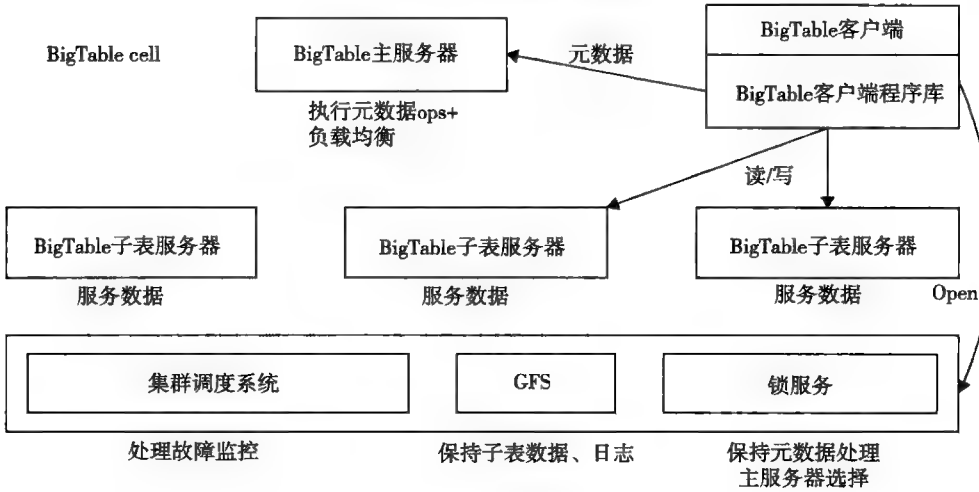 BigTable cell
BigTable主服务器
元数据
BigTable客户端
BigTable客户端程序库
执行元数据ops+
负载均衡
读/写
BigTable子表服务器
BigTable子表服务器
BigTable子表服务器
服务数据
服务数据
服务数据
Open
集群调度系统
GFS
锁服务
处理故障监控
保持子表数据、日志
保持元数据处理
主服务器选择